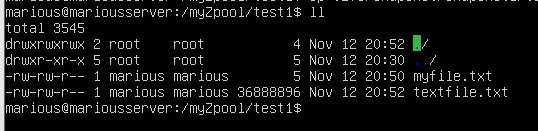 marious@mariousserver:/myZpool/test1$ ll
total 3545
drwxrwxrwx 2 root    root           4 Nov 12 20:52 ./
drwxr-xr-x 5 root    root           5 Nov 12 20:30 ../
-rw-rw-r-- 1 marious marious        5 Nov 12 20:50 myfile.txt
-rw-rw-r-- 1 marious marious 36888896 Nov 12 20:52 textfile.txt
marious@mariousserver:/myZpool/test1$